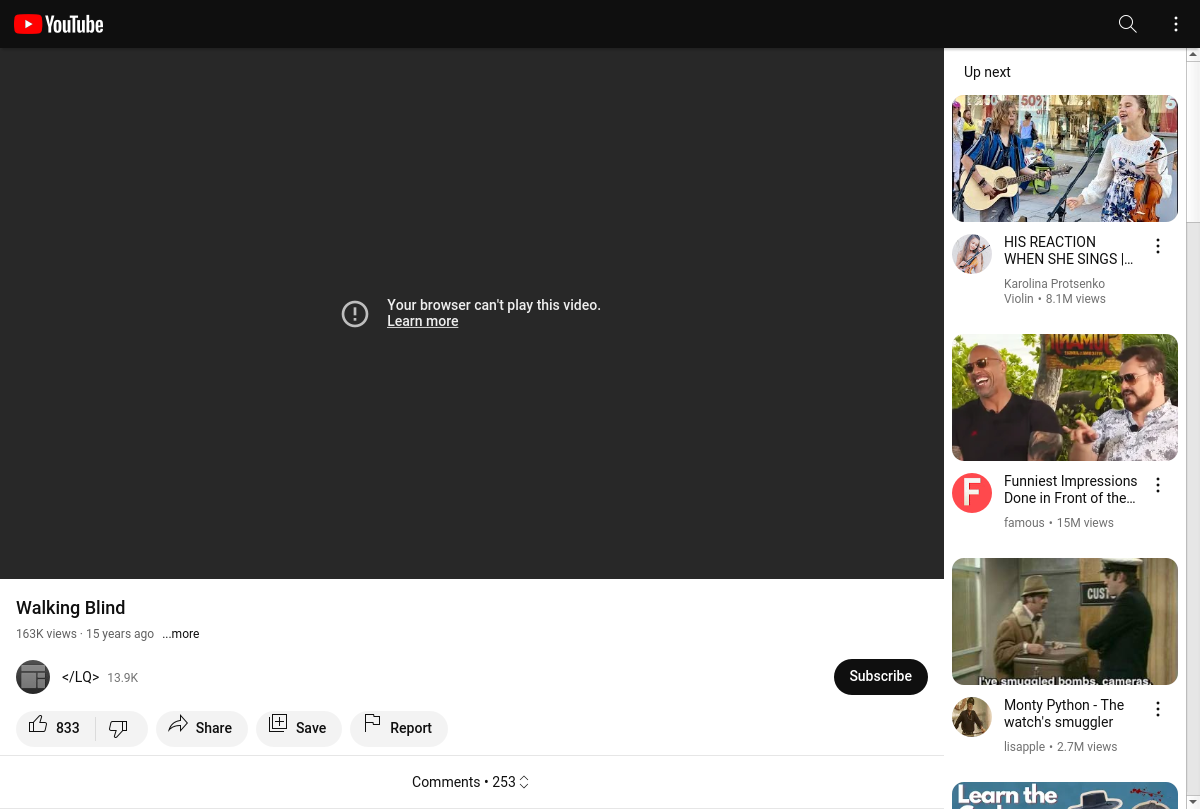 YouTube
Your browser can't play this video.
Learn more
Walking Blind
163K views · 15 years ago ...more
</LQ> 13.9K
Subscribe
833
Share
Save
Report
Comments • 253
Up next
50%
HIS REACTION
WHEN SHE SINGS |...
Karolina Protsenko
Violin • 8.1M views
F
Funniest Impressions
Done in Front of the...
famous • 15M views
CUST
I've smuggled bombs, cameras,
Monty Python - The
watch's smuggler
lisapple • 2.7M views
Learn the